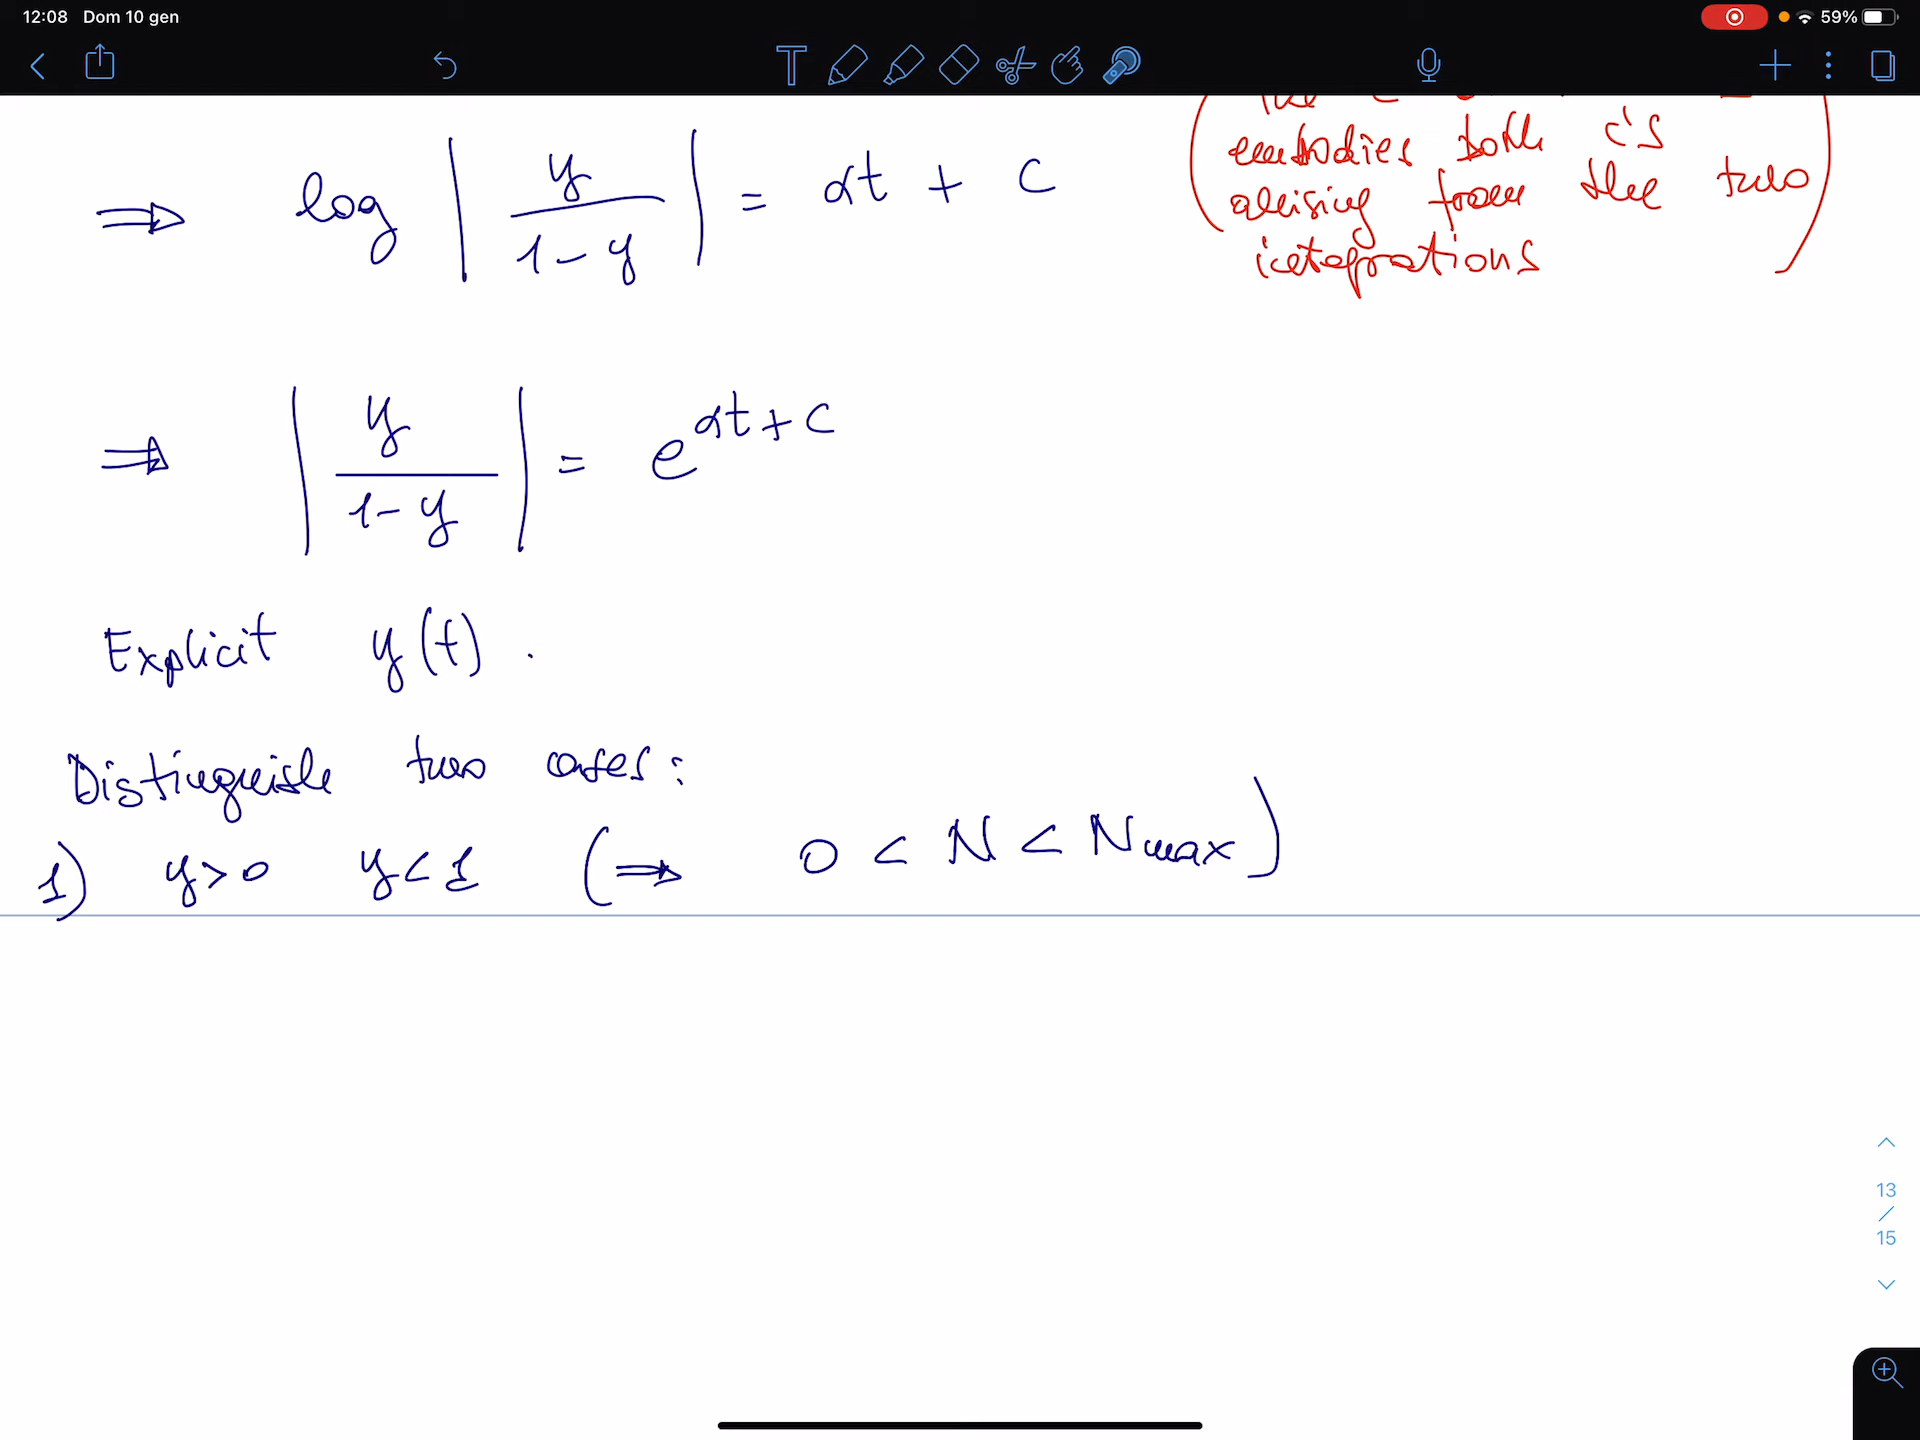 12:08 Dom 10 gen 59%
embodies both c's
arising from the two
integrations
⇒ log | y / 1-y | = αt + c
⇒ | y / 1-y | = e^{αt + c}
Explicit y(t).
Distinguish two cases:
1) y>0 y<1 (⇒ 0 < N < Nmax)
13
/
15